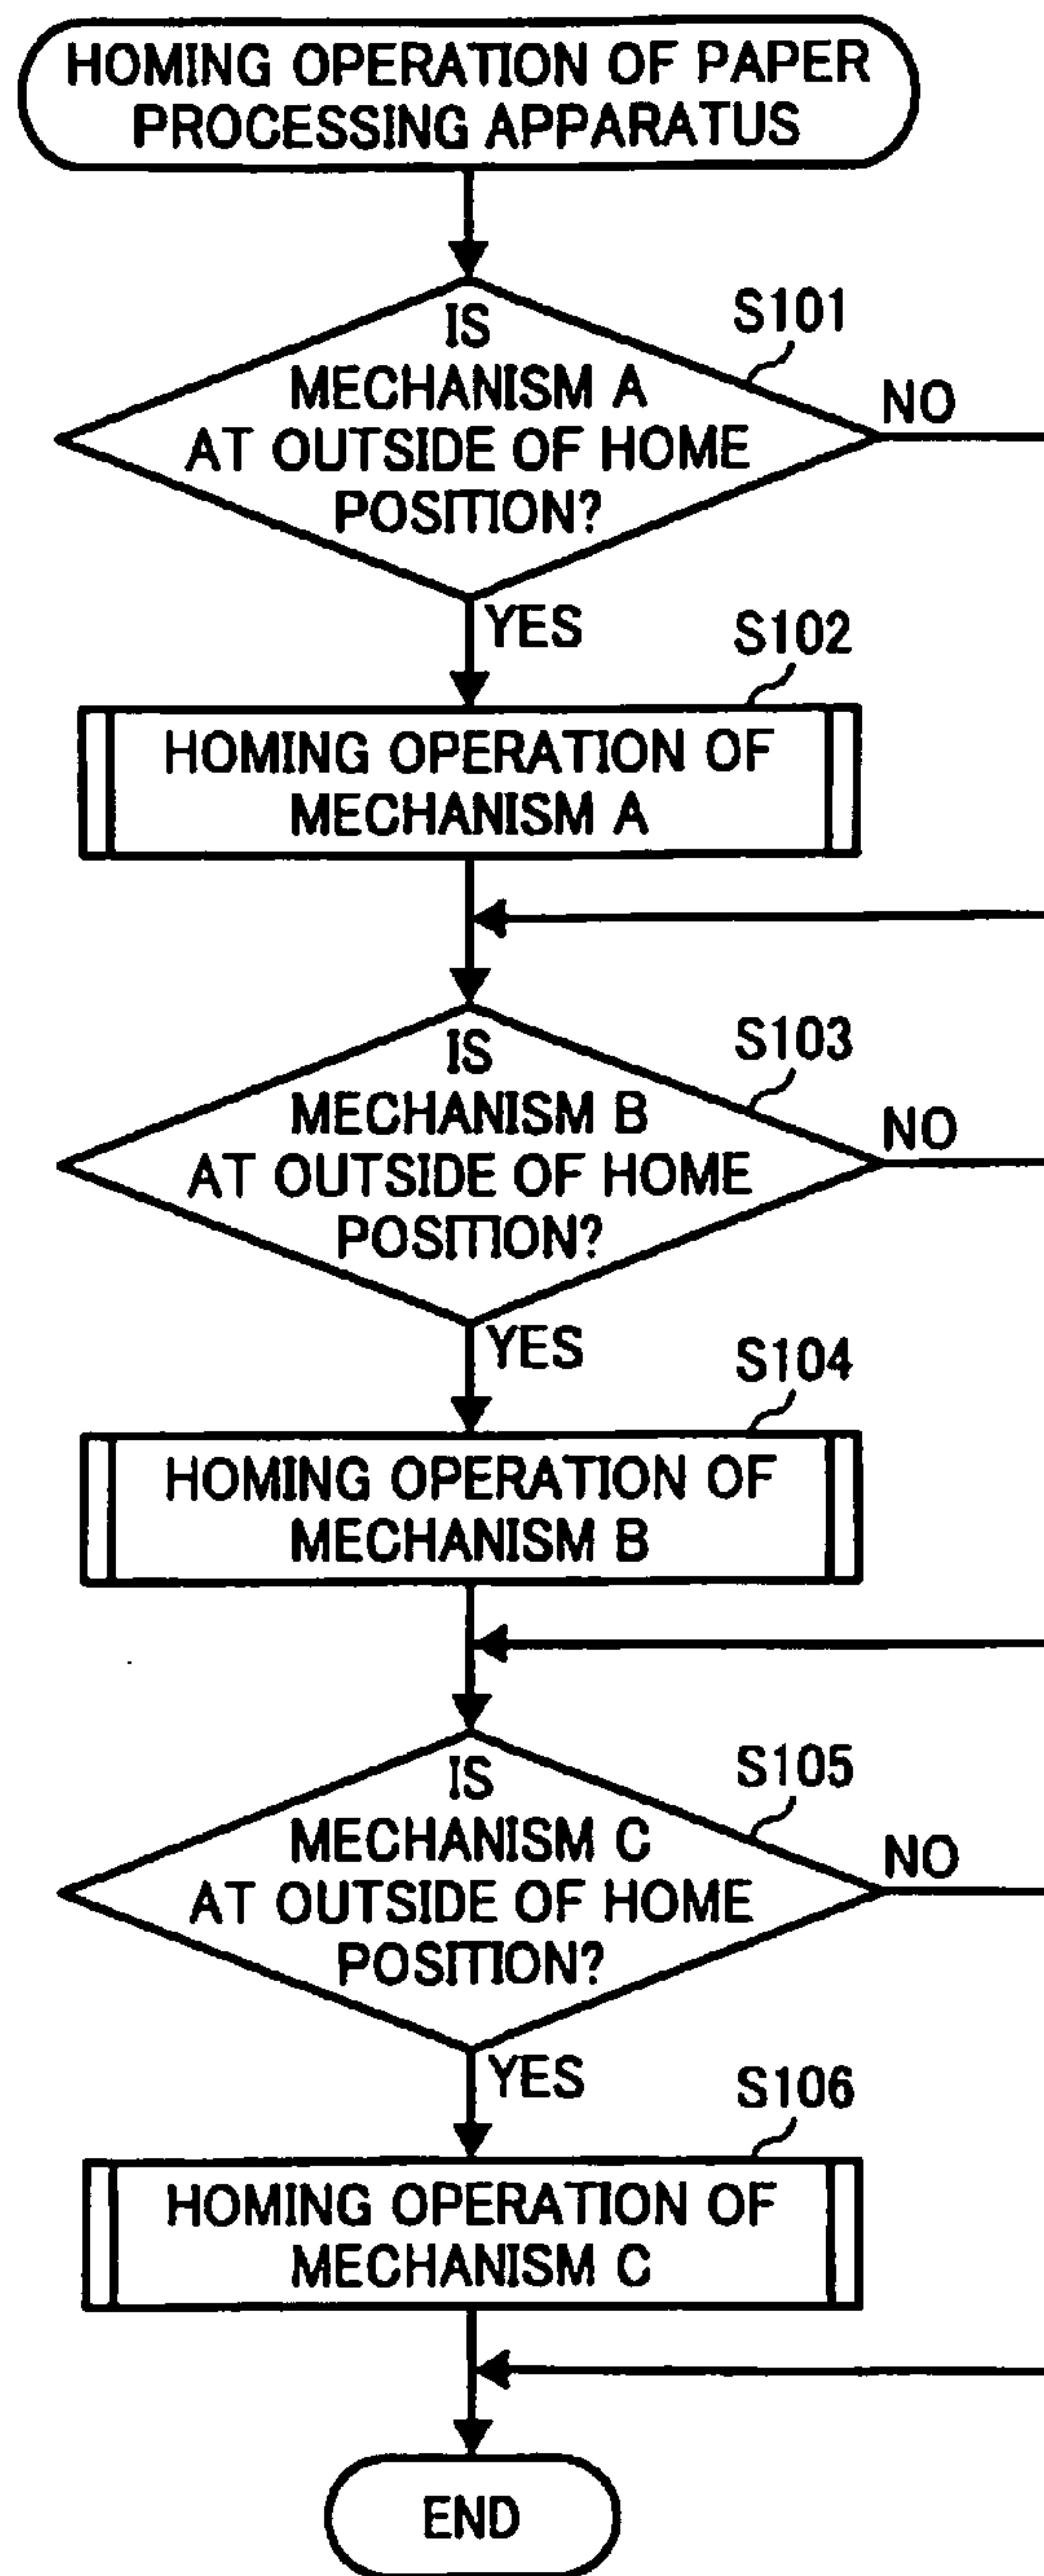 HOMING OPERATION OF PAPER
PROCESSING APPARATUS
S101
IS
MECHANISM A
AT OUTSIDE OF HOME
POSITION?
NO
YES
S102
HOMING OPERATION OF
MECHANISM A
S103
IS
MECHANISM B
AT OUTSIDE OF HOME
POSITION?
NO
YES
S104
HOMING OPERATION OF
MECHANISM B
S105
IS
MECHANISM C
AT OUTSIDE OF HOME
POSITION?
NO
YES
S106
HOMING OPERATION OF
MECHANISM C
END